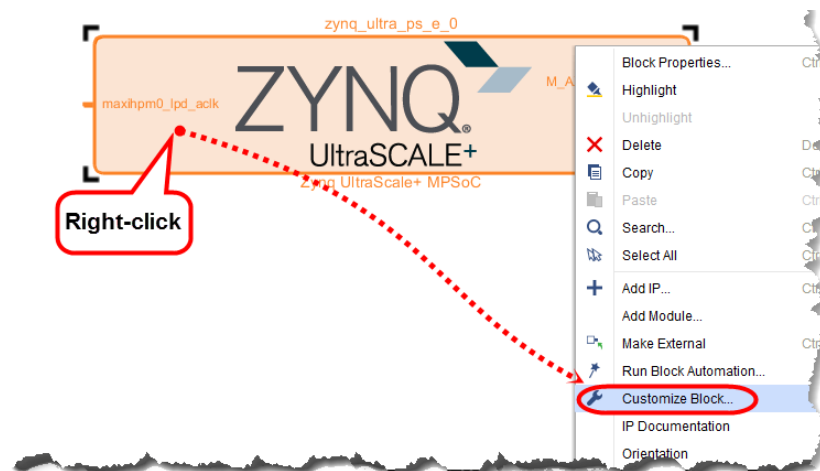 zynq_ultra_ps_e_0
maxihpm0_lpd_aclk
M_A
ZYNQ®
UltraSCALE+
Zynq UltraScale+ MPSoC
Right-click
Block Properties...
Highlight
Unhighlight
Delete
Copy
Paste
Search...
Select All
Add IP...
Add Module...
Make External
Run Block Automation...
Customize Block...
IP Documentation
Orientation